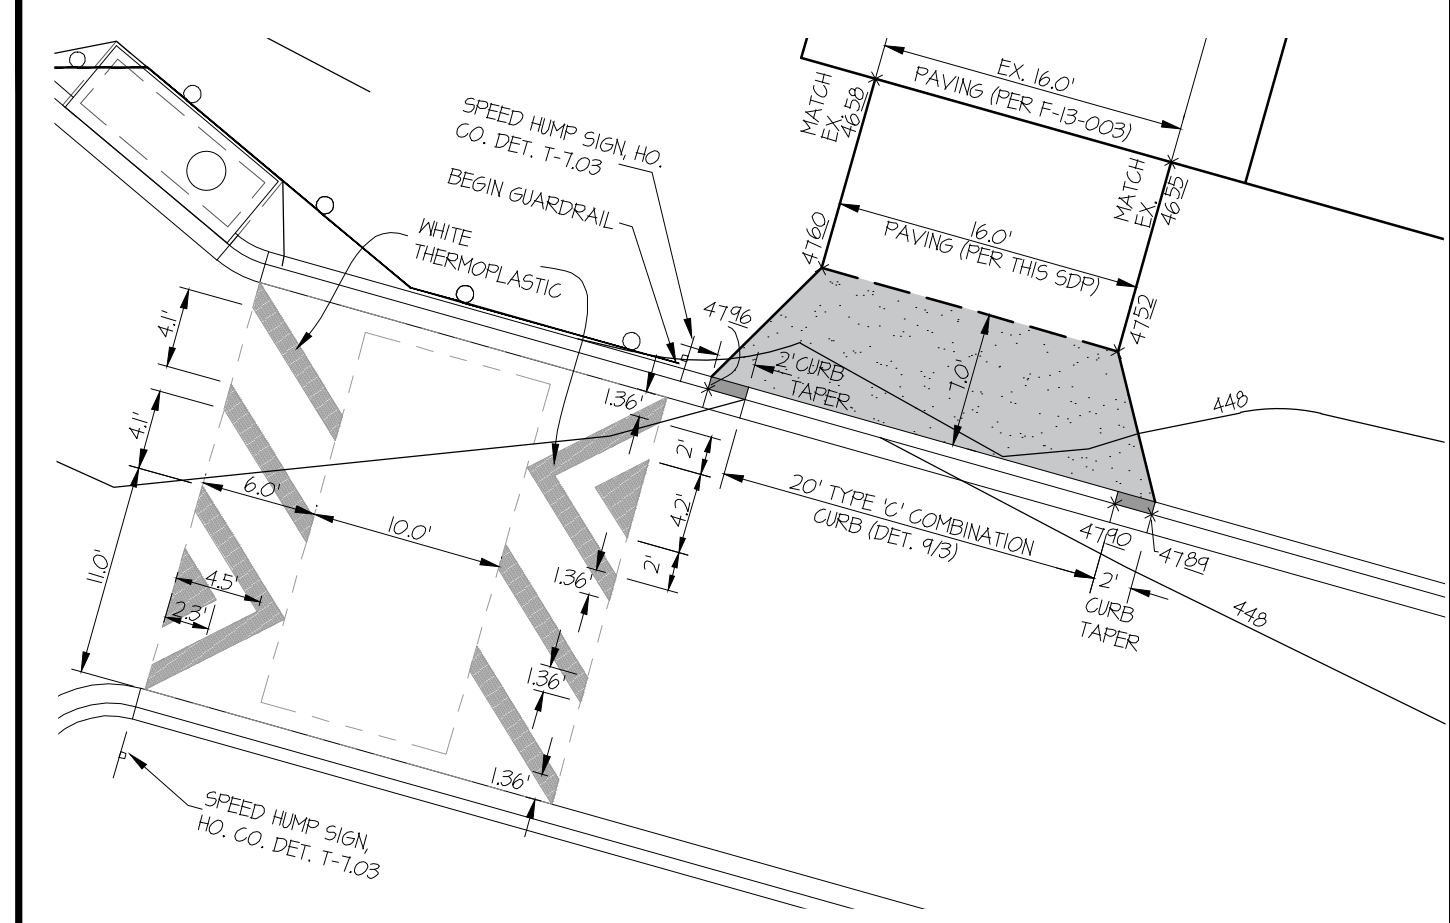 EX. 16.0'
PAVING (PER F-13-003)
MATCH
EX.
4658
MATCH
EX.
4655
SPEED HUMP SIGN, HO.
CO. DET. T-7.03
BEGIN GUARDRAIL
WHITE
THERMOPLASTIC
16.0'
PAVING (PER THIS SDP)
4760
4752
4796
4.1'
4.1'
2' CURB
TAPER
7.0'
1.36'
448
2'
4.2'
2'
6.0'
10.0'
20' TYPE 'C' COMBINATION
CURB (DET. 9/3)
4790
4789
2'
CURB
TAPER
448
11.0'
4.5'
2.3'
1.36'
1.36'
1.36'
SPEED HUMP SIGN,
HO. CO. DET. T-7.03